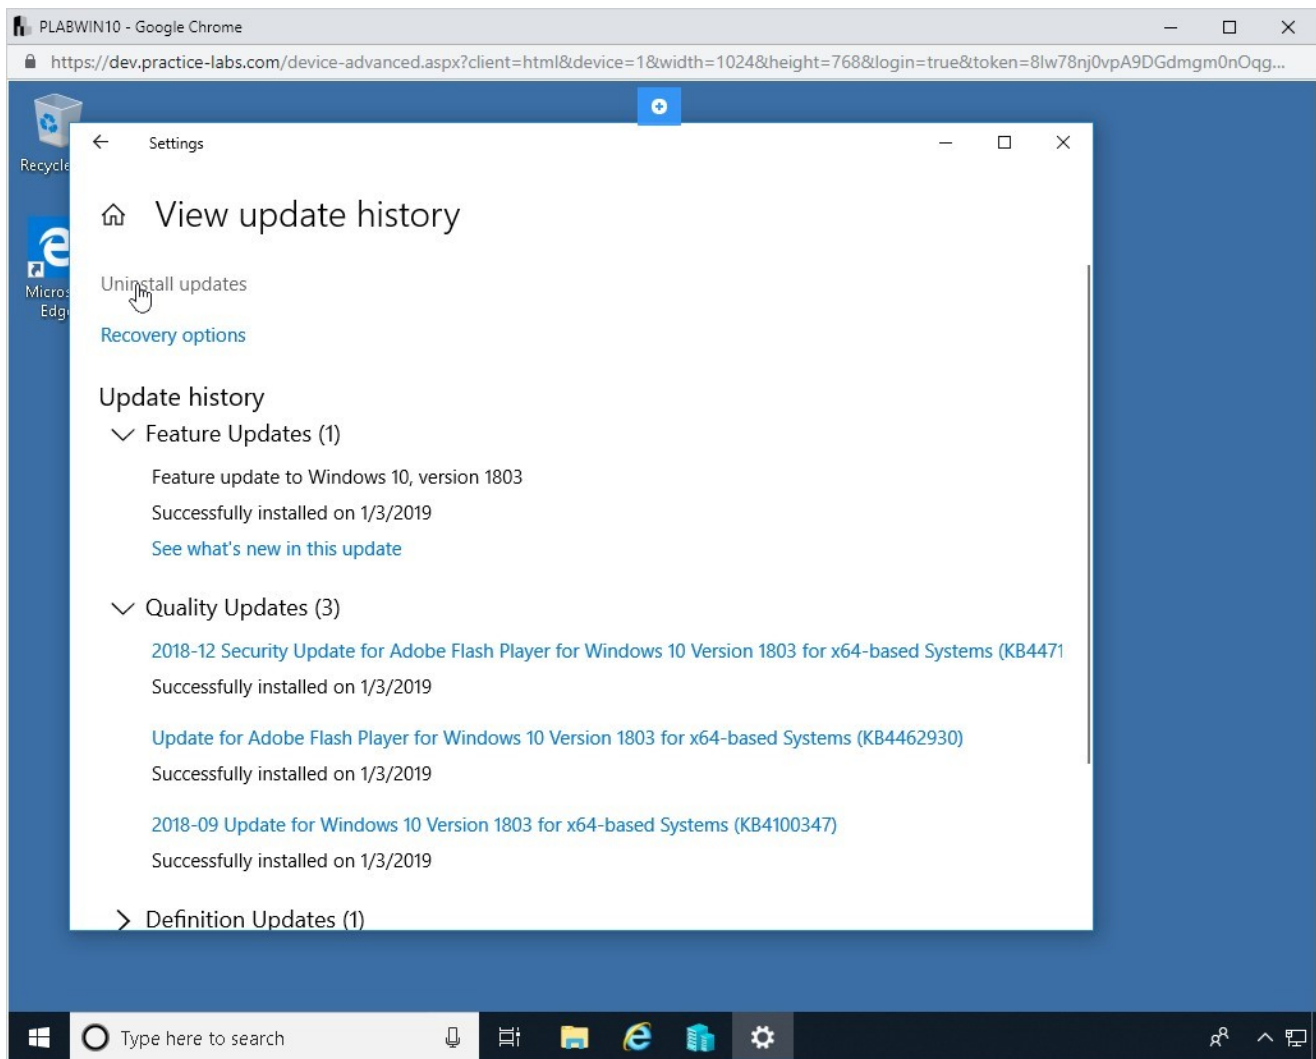 PLABWIN10 - Google Chrome
https://dev.practice-labs.com/device-advanced.aspx?client=html&device=1&width=1024&height=768&login=true&token=8lw78nj0vpA9DGdmgm0nOqg...
Recycle
Settings
View update history
Uninstall updates
Micros
Edg
Recovery options
Update history
Feature Updates (1)
Feature update to Windows 10, version 1803
Successfully installed on 1/3/2019
See what's new in this update
Quality Updates (3)
2018-12 Security Update for Adobe Flash Player for Windows 10 Version 1803 for x64-based Systems (KB4471
Successfully installed on 1/3/2019
Update for Adobe Flash Player for Windows 10 Version 1803 for x64-based Systems (KB4462930)
Successfully installed on 1/3/2019
2018-09 Update for Windows 10 Version 1803 for x64-based Systems (KB4100347)
Successfully installed on 1/3/2019
Definition Updates (1)
Type here to search